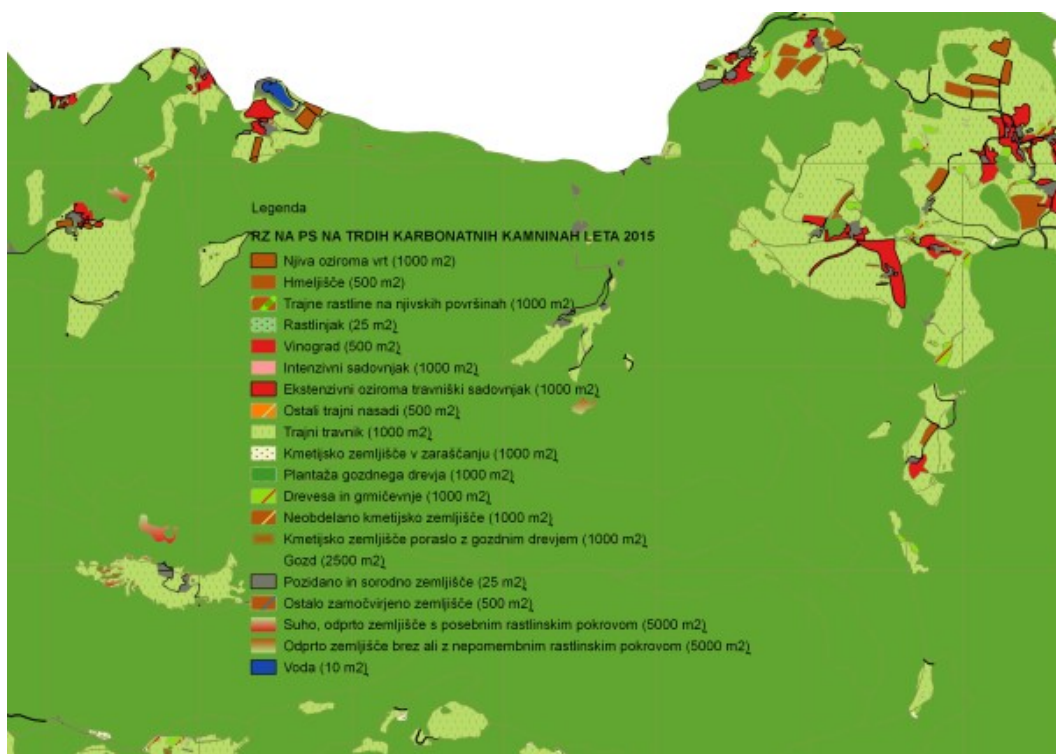 Legenda
RZ NA PS NA TRDIH KARBONATNIH KAMNINAH LETA 2015
Njiva oziroma vrt (1000 m2)
Hmeljišče (500 m2)
Trajne rastline na njivskih površinah (1000 m2)
Rastlinjak (25 m2)
Vinograd (500 m2)
Intenzivni sadovnjak (1000 m2)
Ekstenzivni oziroma travniški sadovnjak (1000 m2)
Ostali trajni nasadi (500 m2)
Trajni travnik (1000 m2)
Kmetijsko zemljišče v zaraščanju (1000 m2)
Plantaža gozdnega drevja (1000 m2)
Drevesa in grmičevnje (1000 m2)
Neobdelano kmetijsko zemljišče (1000 m2)
Kmetijsko zemljišče poraslo z gozdnim drevjem (1000 m2)
Gozd (2500 m2)
Pozidano in sorodno zemljišče (25 m2)
Ostalo zamočvirjeno zemljišče (500 m2)
Suho, odprto zemljišče s posebnim rastlinskim pokrovom (5000 m2)
Odprto zemljišče brez ali z nepomembnim rastlinskim pokrovom (5000 m2)
Voda (10 m2)